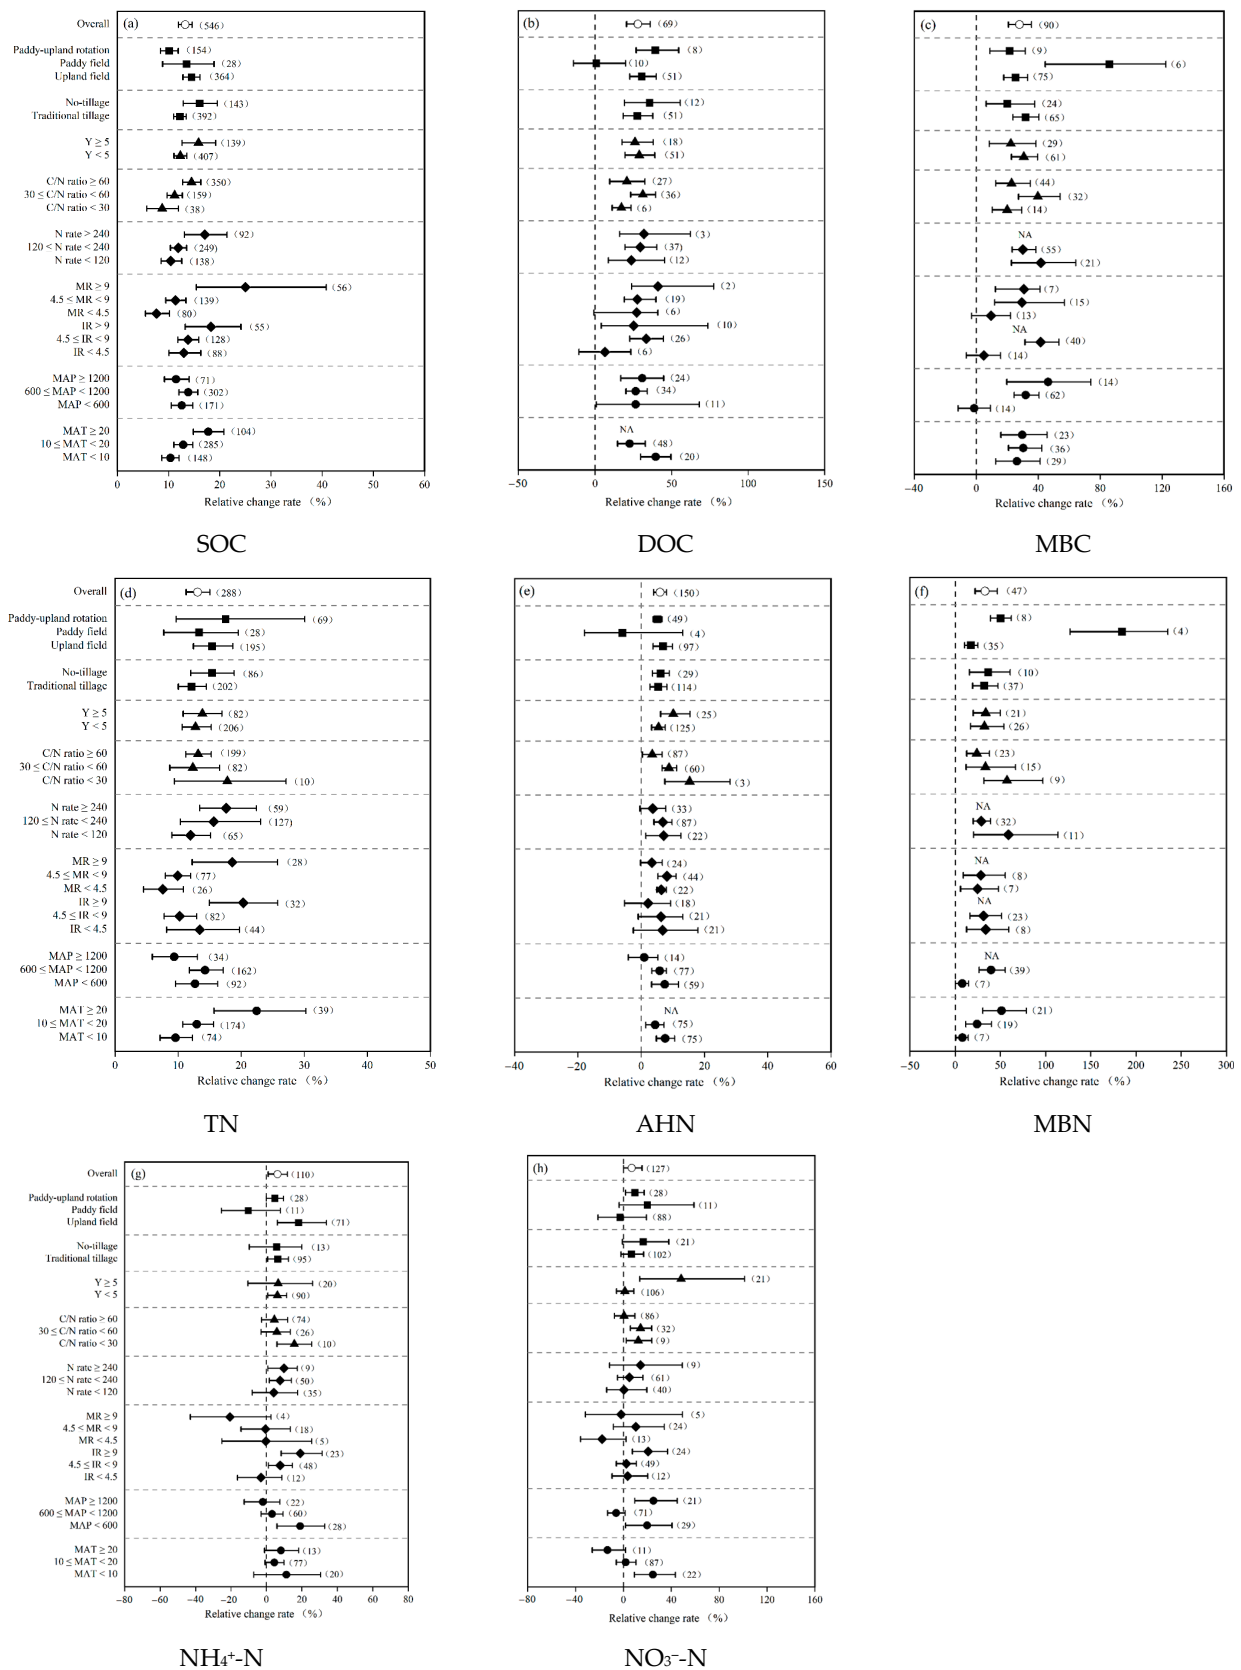 (a)
Overall (546)
Paddy-upland rotation (154)
Paddy field (28)
Upland field (364)
No-tillage (143)
Traditional tillage (392)
Y ≥ 5 (139)
Y < 5 (407)
C/N ratio ≥ 60 (350)
30 ≤ C/N ratio < 60 (159)
C/N ratio < 30 (38)
N rate > 240 (92)
120 < N rate < 240 (249)
N rate < 120 (138)
MR ≥ 9 (56)
4.5 ≤ MR < 9 (139)
MR < 4.5 (80)
IR > 9 (55)
4.5 ≤ IR < 9 (128)
IR < 4.5 (88)
MAP ≥ 1200 (71)
600 ≤ MAP < 1200 (302)
MAP < 600 (171)
MAT ≥ 20 (104)
10 ≤ MAT < 20 (285)
MAT < 10 (148)
0 10 20 30 40 50 60
Relative change rate （%）
SOC
(b)
(69)
(8)
(10)
(51)
(12)
(51)
(18)
(51)
(27)
(36)
(6)
(3)
(37)
(12)
(2)
(19)
(6)
(10)
(26)
(6)
(24)
(34)
(11)
NA
(48)
(20)
−50 0 50 100 150
Relative change rate （%）
DOC
(c)
(90)
(9)
(6)
(75)
(24)
(65)
(29)
(61)
(44)
(32)
(14)
NA
(55)
(21)
(7)
(15)
(13)
NA
(40)
(14)
(14)
(62)
(14)
(23)
(36)
(29)
−40 0 40 80 120 160
Relative change rate （%）
MBC
(d)
Overall (288)
Paddy-upland rotation (69)
Paddy field (28)
Upland field (195)
No-tillage (86)
Traditional tillage (202)
Y ≥ 5 (82)
Y < 5 (206)
C/N ratio ≥ 60 (199)
30 ≤ C/N ratio < 60 (82)
C/N ratio < 30 (10)
N rate ≥ 240 (59)
120 ≤ N rate < 240 (127)
N rate < 120 (65)
MR ≥ 9 (28)
4.5 ≤ MR < 9 (77)
MR < 4.5 (26)
IR ≥ 9 (32)
4.5 ≤ IR < 9 (82)
IR < 4.5 (44)
MAP ≥ 1200 (34)
600 ≤ MAP < 1200 (162)
MAP < 600 (92)
MAT ≥ 20 (39)
10 ≤ MAT < 20 (174)
MAT < 10 (74)
0 10 20 30 40 50
Relative change rate （%）
TN
(e)
(150)
(49)
(4)
(97)
(29)
(114)
(25)
(125)
(87)
(60)
(3)
(33)
(87)
(22)
(24)
(44)
(22)
(18)
(21)
(21)
(14)
(77)
(59)
NA
(75)
(75)
−40 −20 0 20 40 60
Relative change rate （%）
AHN
(f)
(47)
(8)
(4)
(35)
(10)
(37)
(21)
(26)
(23)
(15)
(9)
NA
(32)
(11)
NA
(8)
(7)
NA
(23)
(8)
NA
(39)
(7)
(21)
(19)
(7)
−50 0 50 100 150 200 250 300
Relative change rate （%）
MBN
(g)
Overall (110)
Paddy-upland rotation (28)
Paddy field (11)
Upland field (71)
No-tillage (13)
Traditional tillage (95)
Y ≥ 5 (20)
Y < 5 (90)
C/N ratio ≥ 60 (74)
30 ≤ C/N ratio < 60 (26)
C/N ratio < 30 (10)
N rate ≥ 240 (9)
120 ≤ N rate < 240 (50)
N rate < 120 (35)
MR ≥ 9 (4)
4.5 < MR < 9 (18)
MR < 4.5 (5)
IR ≥ 9 (23)
4.5 ≤ IR < 9 (48)
IR < 4.5 (12)
MAP ≥ 1200 (22)
600 ≤ MAP < 1200 (60)
MAP < 600 (28)
MAT ≥ 20 (13)
10 ≤ MAT < 20 (77)
MAT < 10 (20)
−80 −60 −40 −20 0 20 40 60 80
Relative change rate （%）
NH₄⁺-N
(h)
(127)
(28)
(11)
(88)
(21)
(102)
(21)
(106)
(86)
(32)
(9)
(9)
(61)
(40)
(5)
(24)
(13)
(24)
(49)
(12)
(21)
(71)
(29)
(11)
(87)
(22)
−80 −40 0 40 80 120 160
Relative change rate （%）
NO₃⁻-N